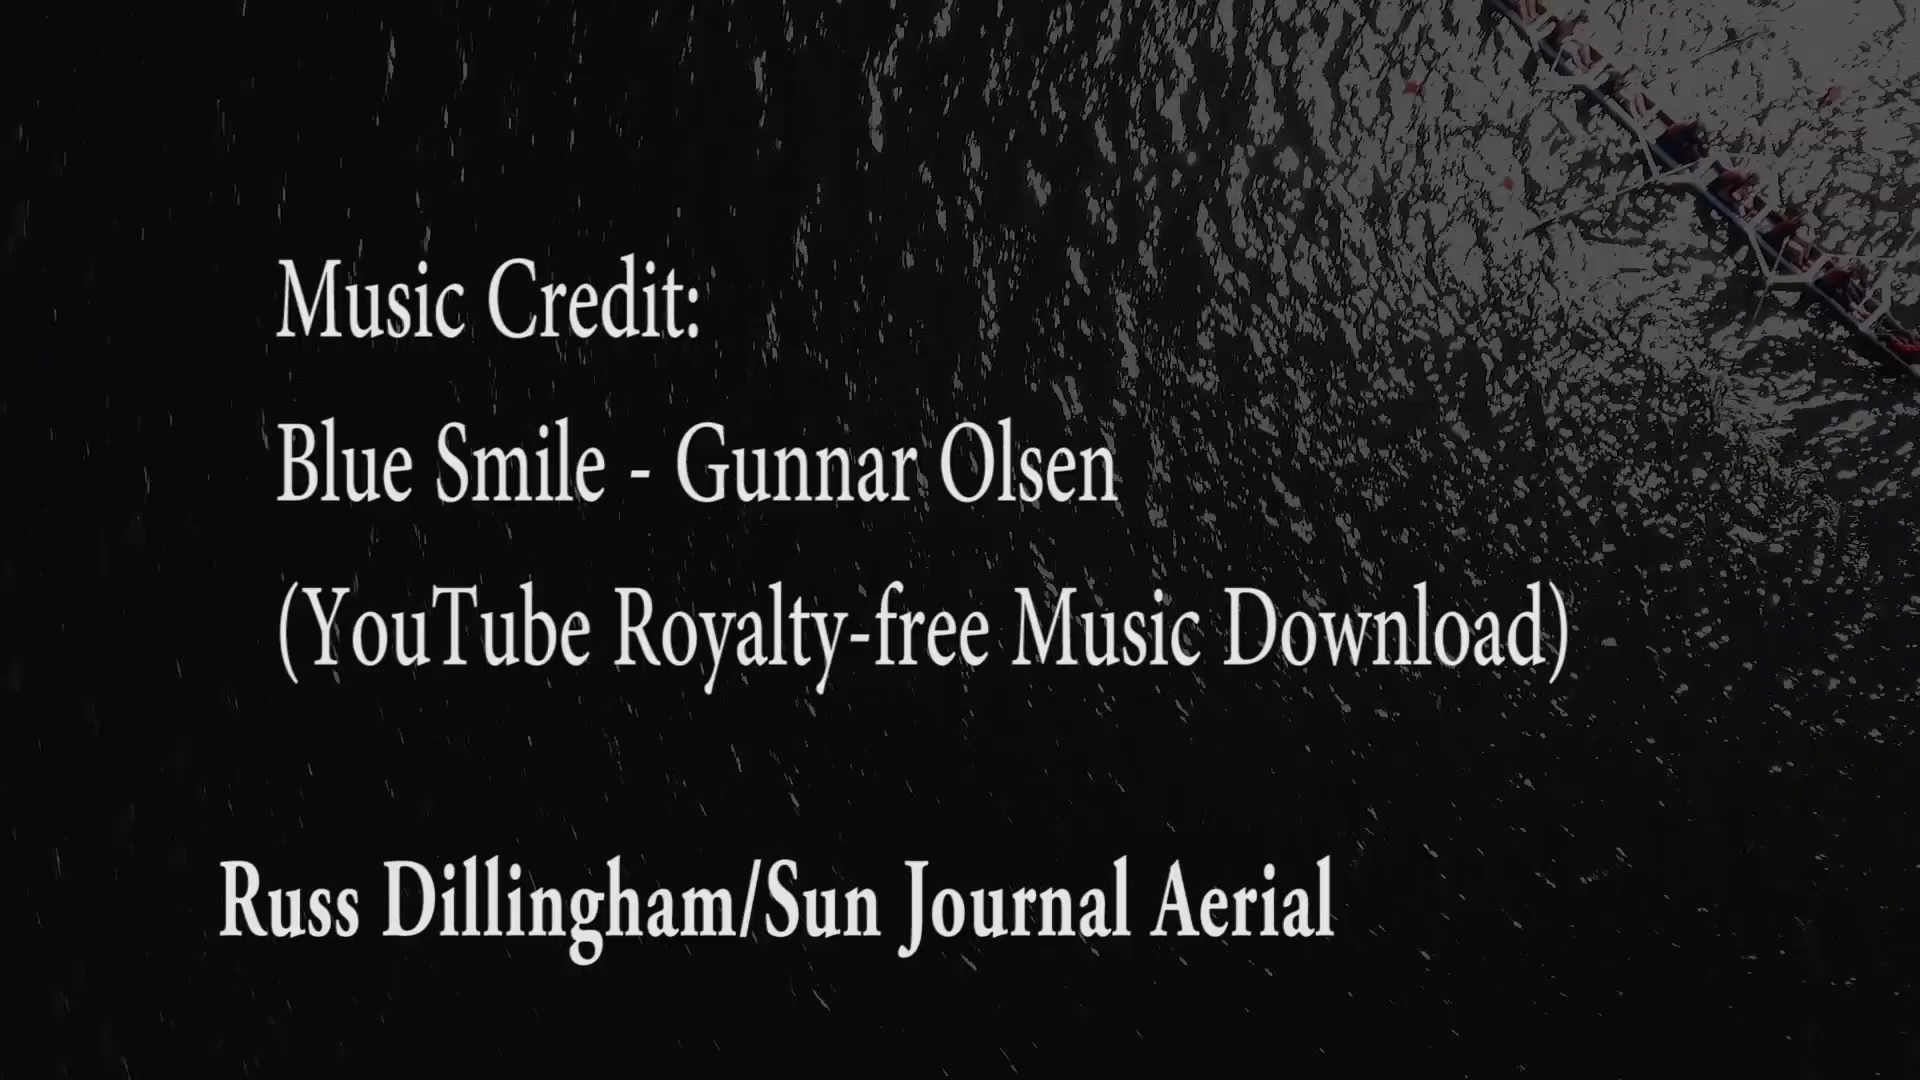 Music Credit:
Blue Smile - Gunnar Olsen
(YouTube Royalty-free Music Download)
Russ Dillingham/Sun Journal Aerial